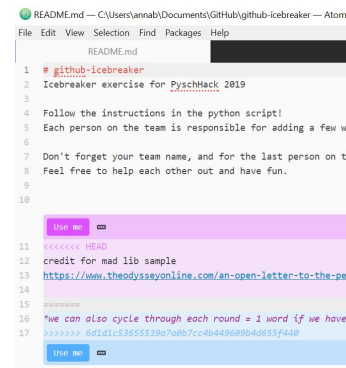 README.md — C:\Users\annab\Documents\GitHub\github-icebreaker — Atom
File Edit View Selection Find Packages Help
README.md
1 # github-icebreaker
2 Icebreaker exercise for PyschHack 2019
3
4 Follow the instructions in the python script!
5 Each person on the team is responsible for adding a few w
6
7 Don't forget your team name, and for the last person on t
8 Feel free to help each other out and have fun.
9
10
Use me
11 <<<<<<< HEAD
12 credit for mad lib sample
13 https://www.theodysseyonline.com/an-open-letter-to-the-pe
14
15 =======
16 *we can also cycle through each round = 1 word if we have
17 >>>>>>> 6d1d1c53655539a7a0b7cc4b449609b4d655f440
Use me